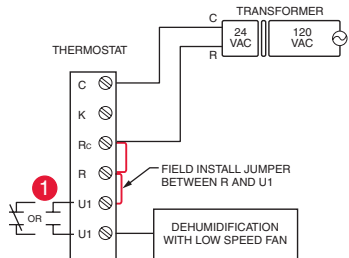 TRANSFORMER
C
24
VAC
120
VAC
R
THERMOSTAT
C
K
Rc
R
FIELD INSTALL JUMPER
BETWEEN R AND U1
1
U1
OR
U1
DEHUMIDIFICATION
WITH LOW SPEED FAN